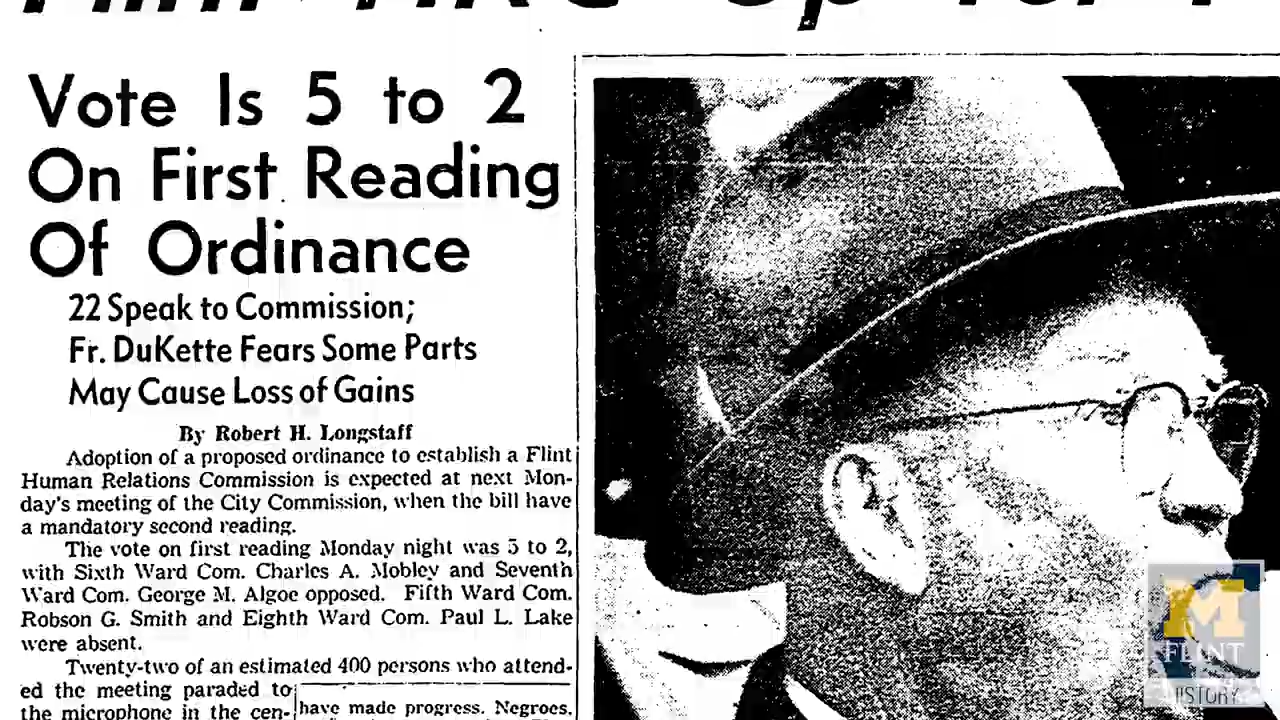 Vote Is 5 to 2
On First Reading
Of Ordinance
22 Speak to Commission;
Fr. DuKette Fears Some Parts
May Cause Loss of Gains
By Robert H. Longstaff
Adoption of a proposed ordinance to establish a Flint
Human Relations Commission is expected at next Mon-
day's meeting of the City Commission, when the bill have
a mandatory second reading.
The vote on first reading Monday night was 5 to 2,
with Sixth Ward Com. Charles A. Mobley and Seventh
Ward Com. George M. Algoe opposed. Fifth Ward Com.
Robson G. Smith and Eighth Ward Com. Paul L. Lake
were absent.
Twenty-two of an estimated 400 persons who attend-
ed the meeting paraded to
the microphone in the cen-
have made progress. Negroes,
M
FLINT
HISTORY